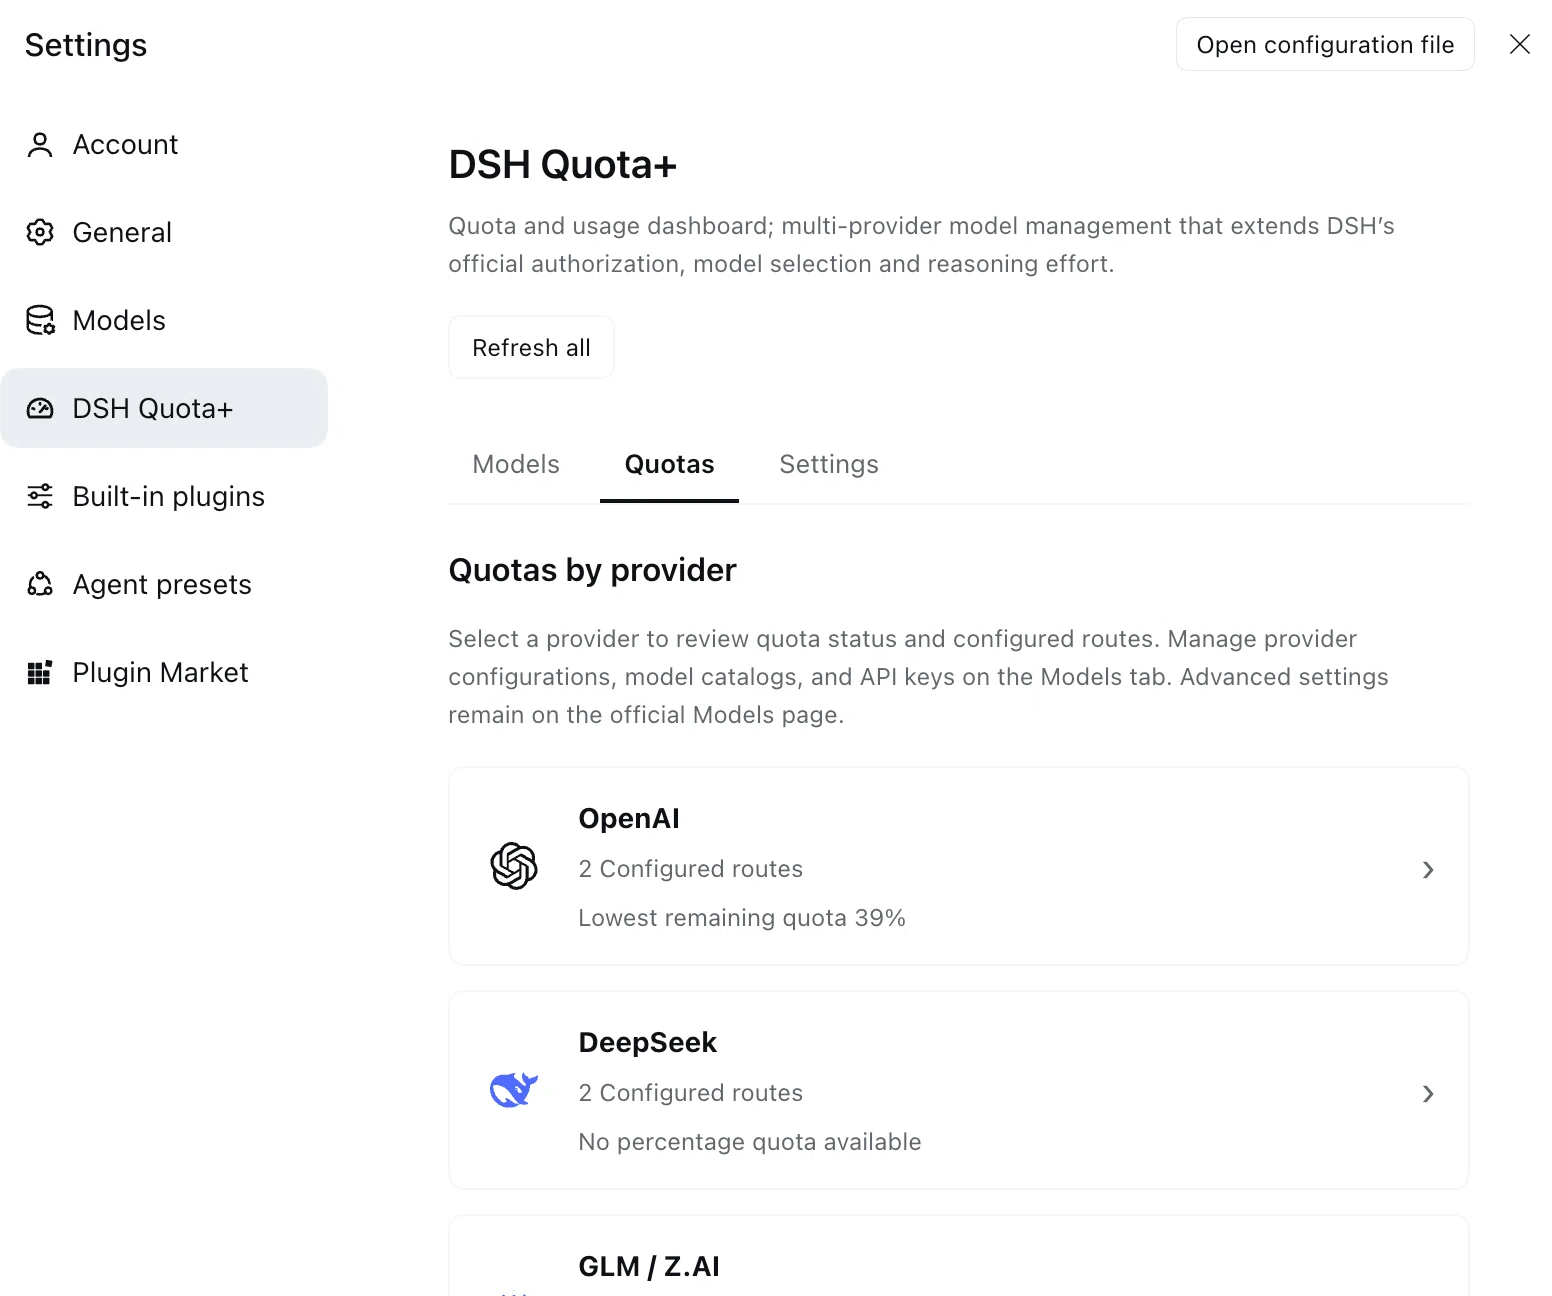 Settings
Open configuration file
Account
General
Models
DSH Quota+
Built-in plugins
Agent presets
Plugin Market
DSH Quota+
Quota and usage dashboard; multi-provider model management that extends DSH’s
official authorization, model selection and reasoning effort.
Refresh all
Models
Quotas
Settings
Quotas by provider
Select a provider to review quota status and configured routes. Manage provider
configurations, model catalogs, and API keys on the Models tab. Advanced settings
remain on the official Models page.
OpenAI
2 Configured routes
Lowest remaining quota 39%
DeepSeek
2 Configured routes
No percentage quota available
GLM / Z.AI